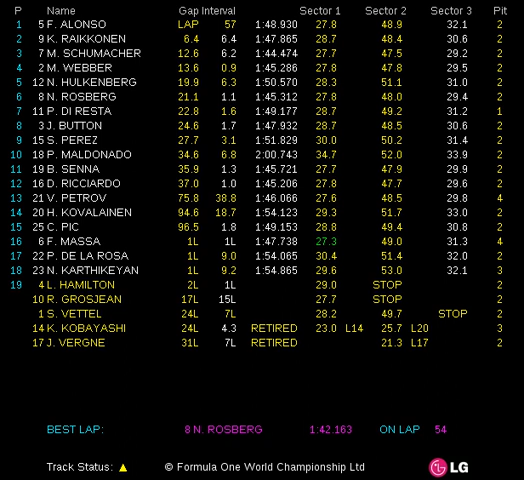 P Name Gap Interval Sector 1 Sector 2 Sector 3 Pit
1 5 F. ALONSO LAP 57 1:48.930 27.8 48.9 32.1 2
2 9 K. RAIKKONEN 6.4 6.4 1:47.865 28.7 48.4 30.6 2
3 7 M. SCHUMACHER 12.6 6.2 1:44.474 27.7 47.5 29.2 2
4 2 M. WEBBER 13.6 0.9 1:45.286 27.8 47.8 29.5 2
5 12 N. HULKENBERG 19.9 6.3 1:50.570 28.3 51.1 31.0 2
6 8 N. ROSBERG 21.1 1.1 1:45.312 27.8 48.0 29.4 2
7 11 P. DI RESTA 22.8 1.6 1:49.177 28.7 49.2 31.2 1
8 3 J. BUTTON 24.6 1.7 1:47.932 28.7 48.5 30.6 2
9 15 S. PEREZ 27.7 3.1 1:51.829 30.0 50.2 31.4 2
10 18 P. MALDONADO 34.6 6.8 2:00.743 34.7 52.0 33.9 2
11 19 B. SENNA 35.9 1.3 1:45.721 27.7 47.9 29.9 2
12 16 D. RICCIARDO 37.0 1.0 1:45.206 27.8 47.7 29.6 2
13 21 V. PETROV 75.8 38.8 1:46.066 27.6 48.5 29.8 4
14 20 H. KOVALAINEN 94.6 18.7 1:54.123 29.3 51.7 33.0 2
15 25 C. PIC 96.5 1.8 1:49.153 28.8 49.4 30.8 2
16 6 F. MASSA 1L 1L 1:47.738 27.3 49.0 31.3 4
17 22 P. DE LA ROSA 1L 9.0 1:54.065 30.4 51.4 32.0 2
18 23 N. KARTHIKEYAN 1L 9.2 1:54.865 29.6 53.0 32.1 3
19 4 L. HAMILTON 2L 1L 29.0 STOP 2
10 R. GROSJEAN 17L 15L 27.7 STOP 2
1 S. VETTEL 24L 7L 28.2 49.7 STOP 2
14 K. KOBAYASHI 24L 4.3 RETIRED 23.0 L14 25.7 L20 3
17 J. VERGNE 31L 7L RETIRED 21.3 L17 2
BEST LAP: 8 N. ROSBERG 1:42.163 ON LAP 54
Track Status: © Formula One World Championship Ltd LG